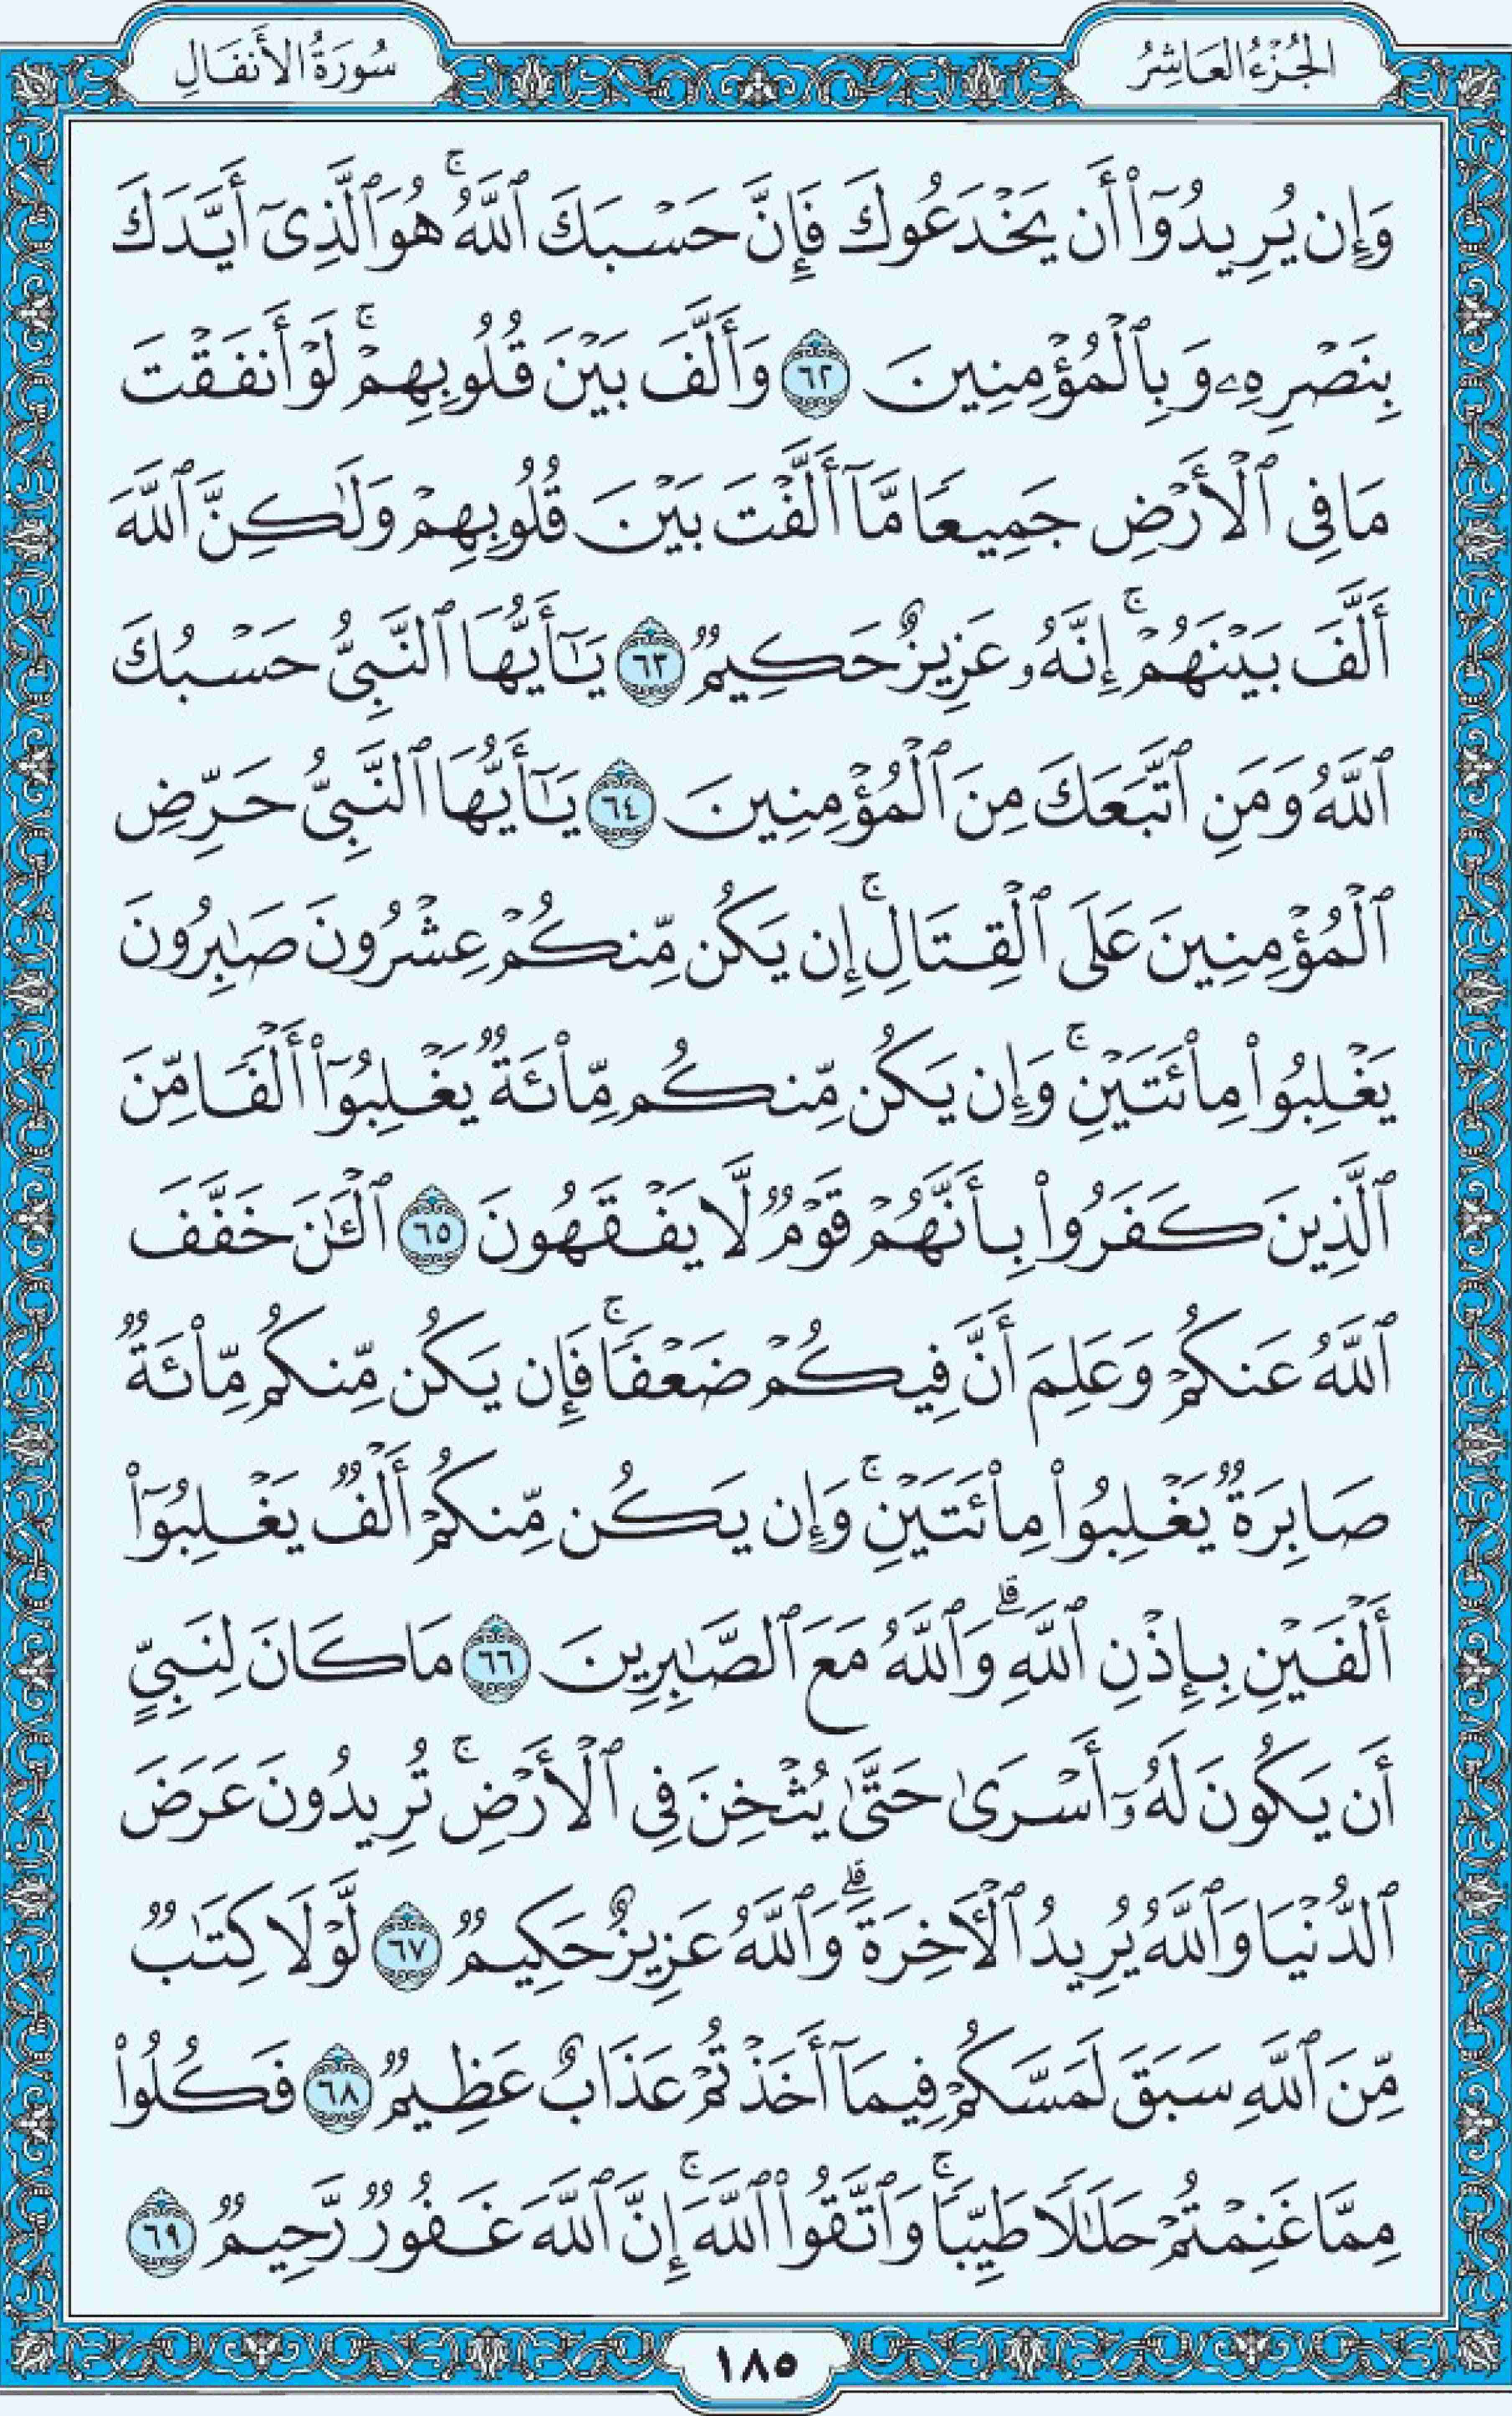 الجُزْءُ العَاشِرُ
سُورَةُ الأَنفَالِ
وَإِن يُرِيدُوٓاْ أَن يَخْدَعُوكَ فَإِنَّ حَسْبَكَ ٱللَّهُۚ هُوَ ٱلَّذِىٓ أَيَّدَكَ
بِنَصْرِهِۦ وَبِٱلْمُؤْمِنِينَ ٦٢ وَأَلَّفَ بَيْنَ قُلُوبِهِمْۚ لَوْ أَنفَقْتَ
مَا فِى ٱلْأَرْضِ جَمِيعًا مَّآ أَلَّفْتَ بَيْنَ قُلُوبِهِمْ وَلَٰكِنَّ ٱللَّهَ
أَلَّفَ بَيْنَهُمْۚ إِنَّهُۥ عَزِيزٌ حَكِيمٌ ٦٣ يَٰٓأَيُّهَا ٱلنَّبِىُّ حَسْبُكَ
ٱللَّهُ وَمَنِ ٱتَّبَعَكَ مِنَ ٱلْمُؤْمِنِينَ ٦٤ يَٰٓأَيُّهَا ٱلنَّبِىُّ حَرِّضِ
ٱلْمُؤْمِنِينَ عَلَى ٱلْقِتَالِۚ إِن يَكُن مِّنكُمْ عِشْرُونَ صَٰبِرُونَ
يَغْلِبُواْ مِاْئَتَيْنِۚ وَإِن يَكُن مِّنكُم مِّاْئَةٌ يَغْلِبُوٓاْ أَلْفًا مِّنَ
ٱلَّذِينَ كَفَرُواْ بِأَنَّهُمْ قَوْمٌ لَّا يَفْقَهُونَ ٦٥ ٱلْـَٰٔنَ خَفَّفَ
ٱللَّهُ عَنكُمْ وَعَلِمَ أَنَّ فِيكُمْ ضَعْفًاۚ فَإِن يَكُن مِّنكُم مِّاْئَةٌ
صَابِرَةٌ يَغْلِبُواْ مِاْئَتَيْنِۚ وَإِن يَكُن مِّنكُمْ أَلْفٌ يَغْلِبُوٓاْ
أَلْفَيْنِ بِإِذْنِ ٱللَّهِۗ وَٱللَّهُ مَعَ ٱلصَّٰبِرِينَ ٦٦ مَا كَانَ لِنَبِىٍّ
أَن يَكُونَ لَهُۥٓ أَسْرَىٰ حَتَّىٰ يُثْخِنَ فِى ٱلْأَرْضِۚ تُرِيدُونَ عَرَضَ
ٱلدُّنْيَا وَٱللَّهُ يُرِيدُ ٱلْـَٔاخِرَةَۗ وَٱللَّهُ عَزِيزٌ حَكِيمٌ ٦٧ لَّوْلَا كِتَٰبٌ
مِّنَ ٱللَّهِ سَبَقَ لَمَسَّكُمْ فِيمَآ أَخَذْتُمْ عَذَابٌ عَظِيمٌ ٦٨ فَكُلُواْ
مِمَّا غَنِمْتُمْ حَلَٰلًا طَيِّبًاۚ وَٱتَّقُواْ ٱللَّهَۚ إِنَّ ٱللَّهَ غَفُورٌ رَّحِيمٌ ٦٩
١٨٥